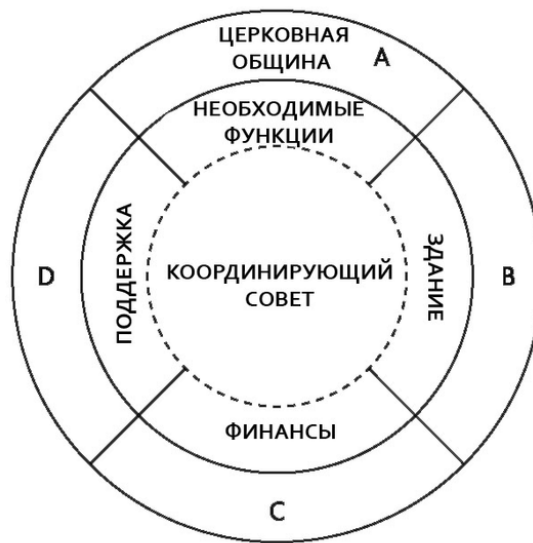 ЦЕРКОВНАЯ
ОБЩИНА
A
НЕОБХОДИМЫЕ
ФУНКЦИИ
D
ПОДДЕРЖКА
КООРДИНИРУЮЩИЙ
СОВЕТ
ЗДАНИЕ
B
ФИНАНСЫ
C